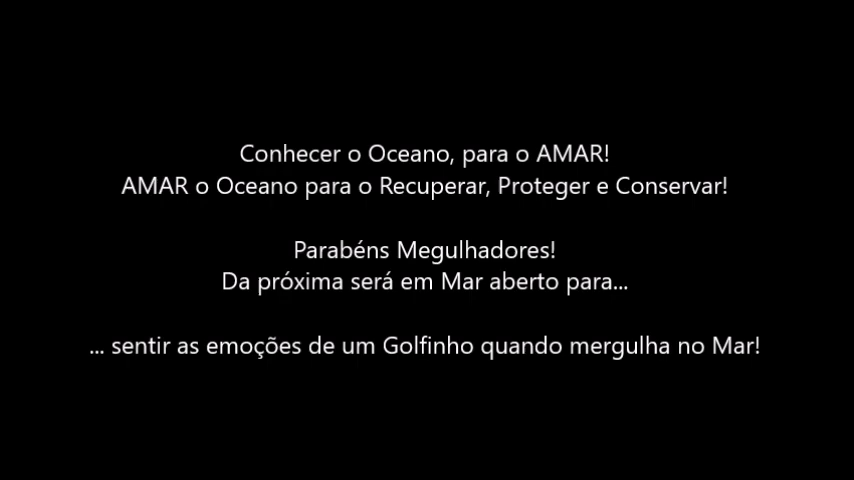 Conhecer o Oceano, para o AMAR!
AMAR o Oceano para o Recuperar, Proteger e Conservar!
Parabéns Megulhadores!
Da próxima será em Mar aberto para...
... sentir as emoções de um Golfinho quando mergulha no Mar!